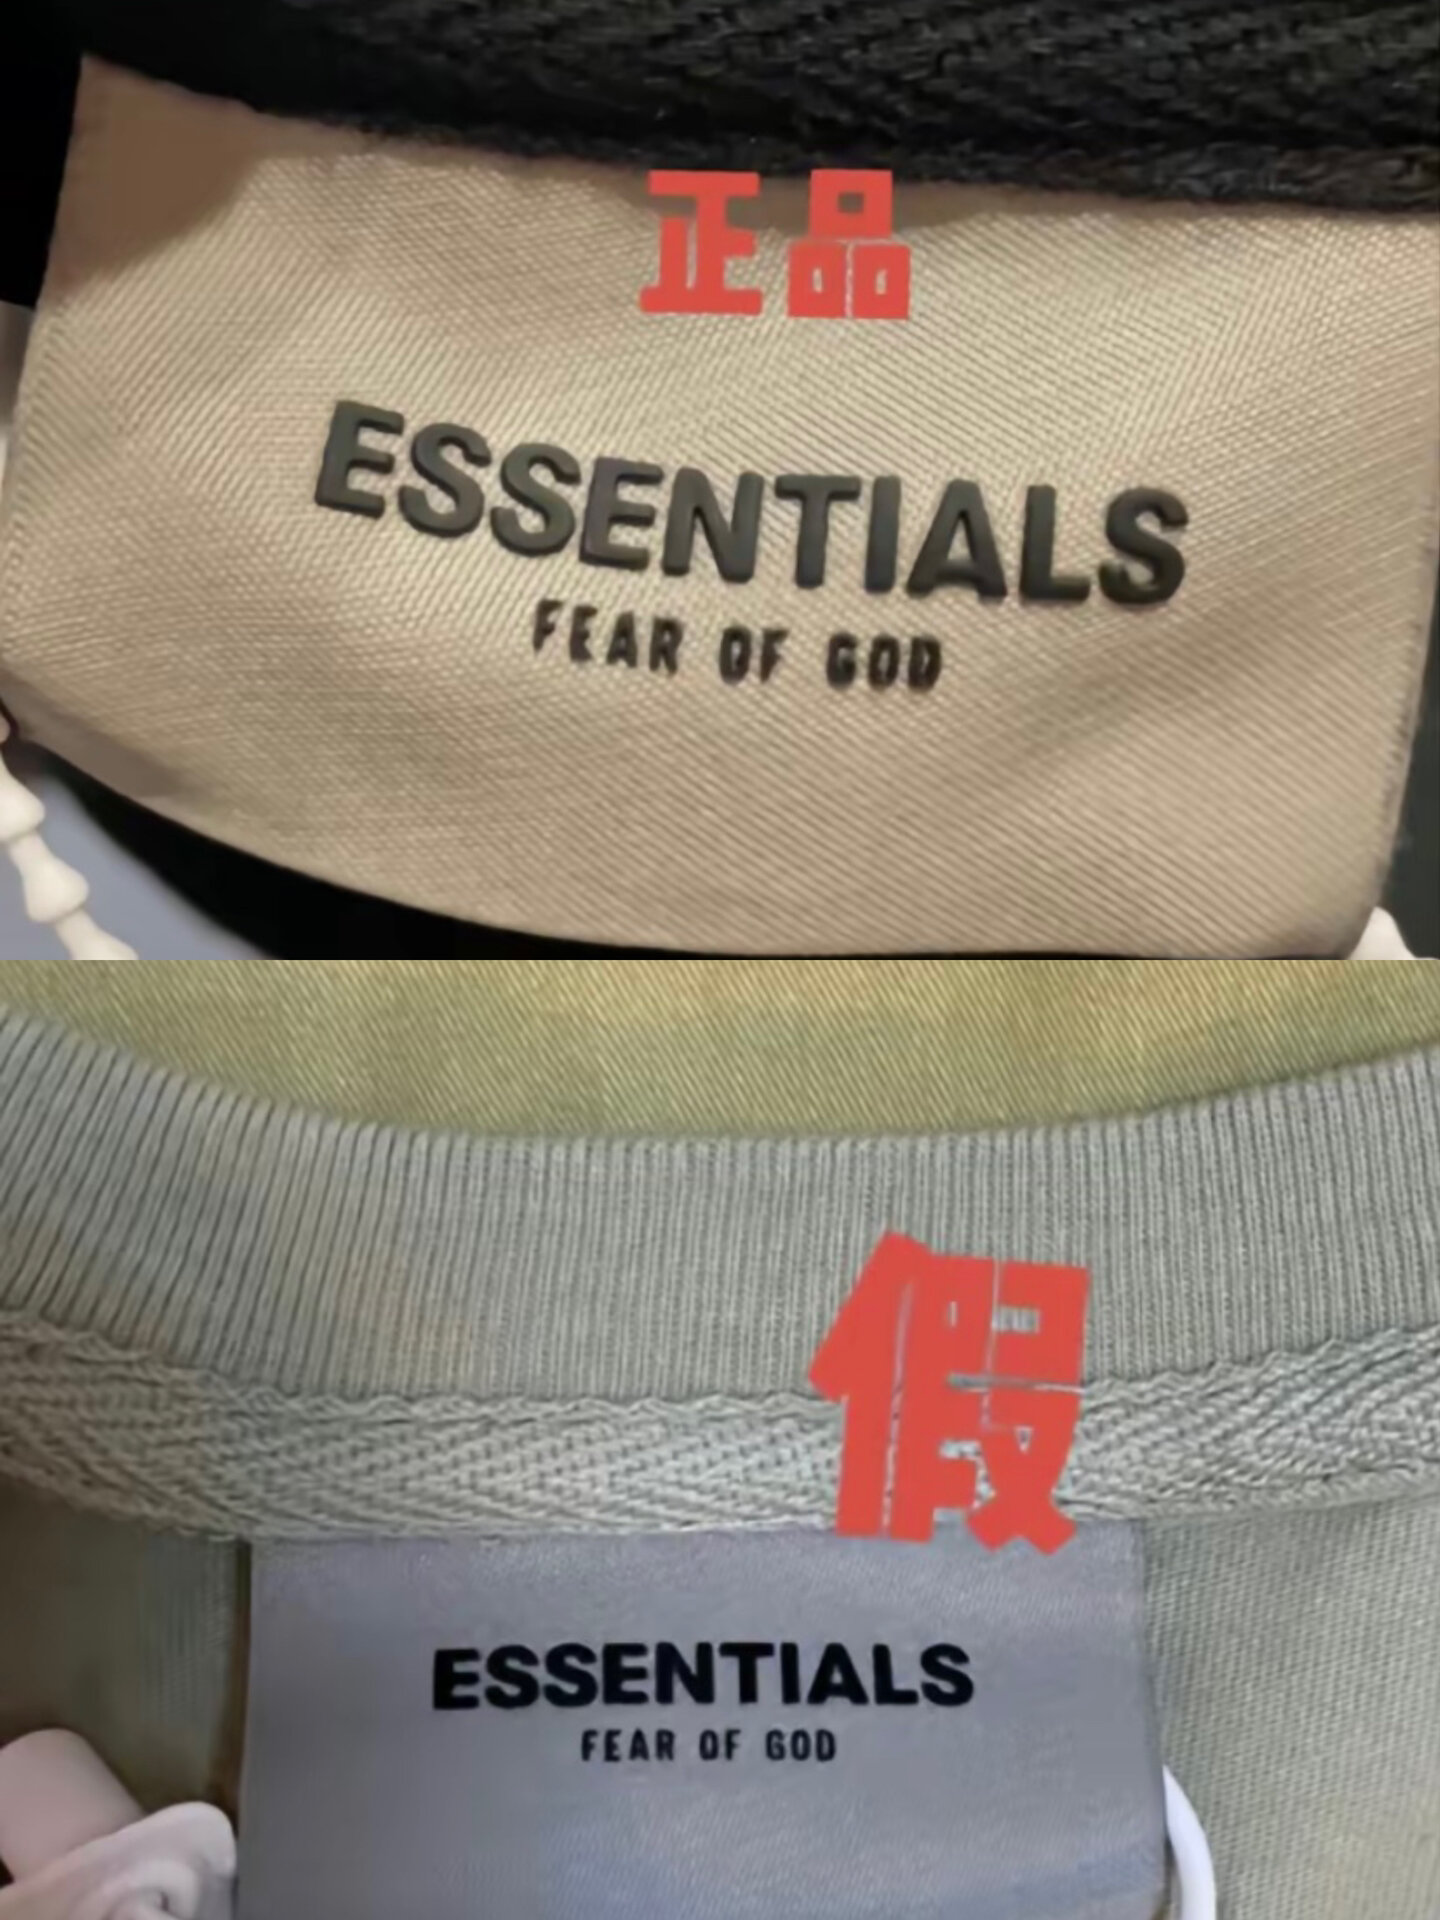 正品
ESSENTIALS
FEAR OF GOD
假
ESSENTIALS
FEAR OF GOD